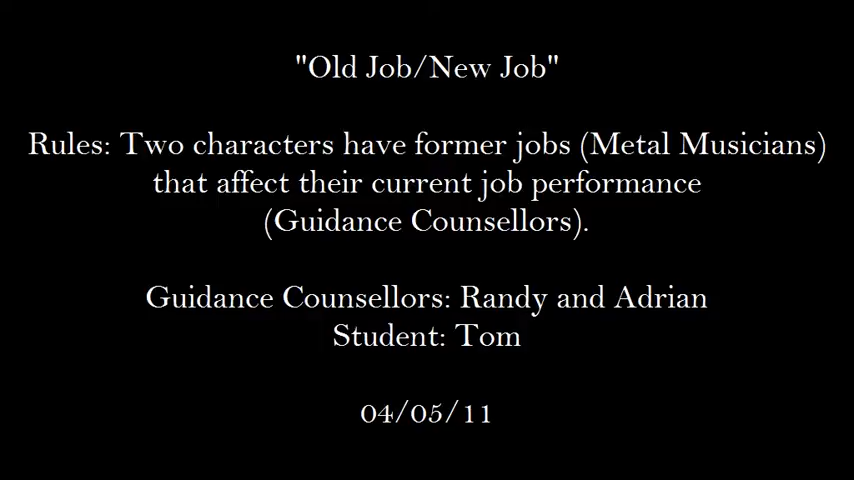 "Old Job/New Job"
Rules: Two characters have former jobs (Metal Musicians)
that affect their current job performance
(Guidance Counsellors).
Guidance Counsellors: Randy and Adrian
Student: Tom
04/05/11